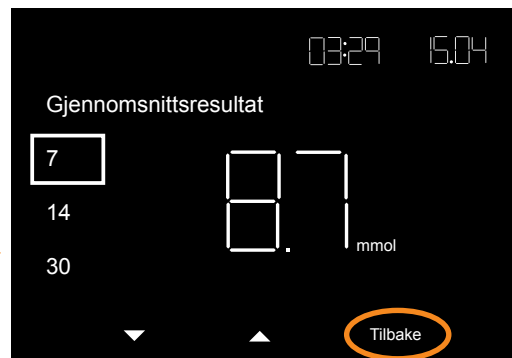 03:29 15.04
Gjennomsnittsresultat
7
8.7 mmol
14
30
Tilbake